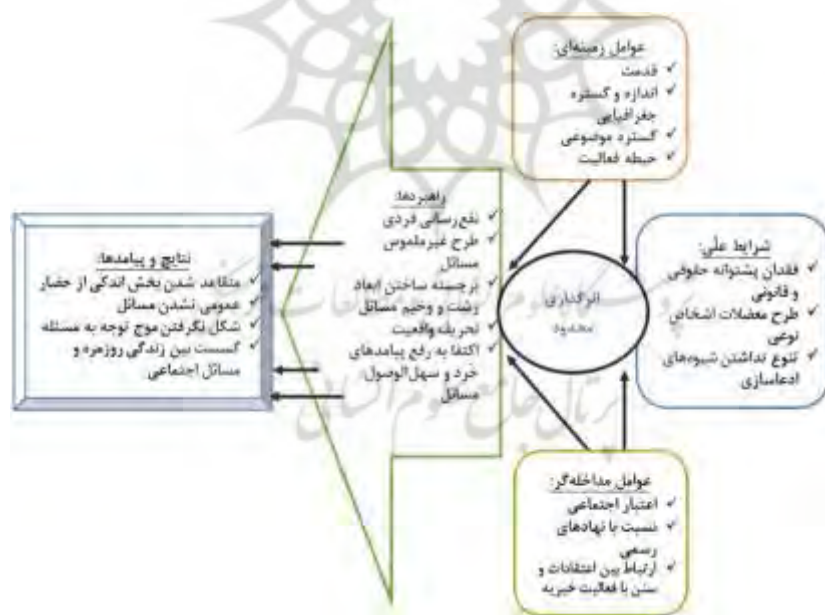 عوامل زمینه‌ای:
✓ قدمت
✓ اندازه و گستره
جغرافیایی
✓ گستره موضوعی
✓ حیطه فعالیت
شرایط علّی:
✓ فقدان پشتوانه حقوقی
و قانونی
✓ طرح معضلات اشخاص
نوعی
✓ تنوع نداشتن شیوه‌های
ادعاسازی
اثرگذاری
محدود
راهبردها:
✓ نفع‌رسانی فردی
✓ طرح غیرملموس
مسائل
✓ برجسته ساختن ابعاد
زشت و وخیم مسائل
✓ تحریف واقعیت
✓ اکتفا به رفع پیامدهای
خرد و سهل‌الوصول
مسائل
نتایج و پیامدها:
✓ متقاعد شدن بخش اندکی از حضار
✓ عمومی نشدن مسائل
✓ شکل نگرفتن موج توجه به مسئله
✓ گسست بین زندگی روزمره و
مسائل اجتماعی
عوامل مداخله‌گر:
✓ اعتبار اجتماعی
✓ نسبت با نهادهای
رسمی
✓ ارتباط بین اعتقادات و
سنن با فعالیت خیریه
پرتال جامع علوم انسانی